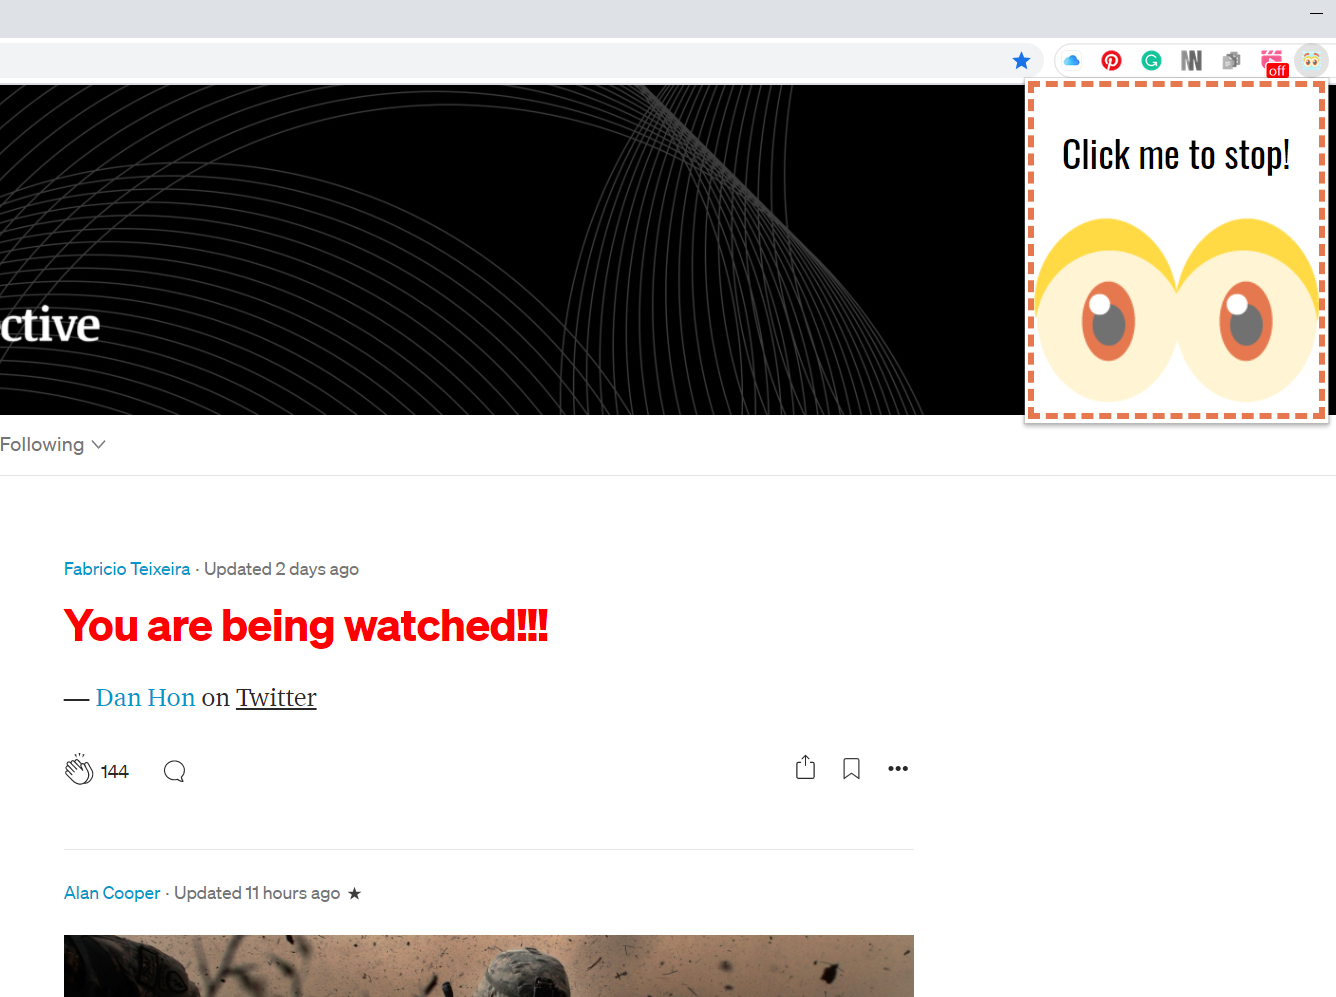 off
Click me to stop!
ctive
Following
Fabricio Teixeira · Updated 2 days ago
You are being watched!!!
— Dan Hon on Twitter
144
Alan Cooper · Updated 11 hours ago ★